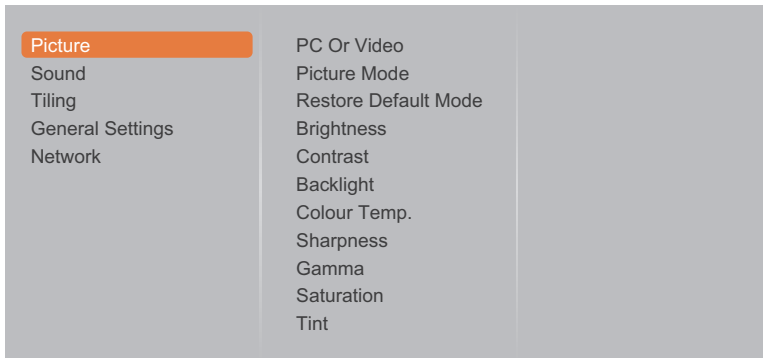 Picture
Sound
Tiling
General Settings
Network
PC Or Video
Picture Mode
Restore Default Mode
Brightness
Contrast
Backlight
Colour Temp.
Sharpness
Gamma
Saturation
Tint